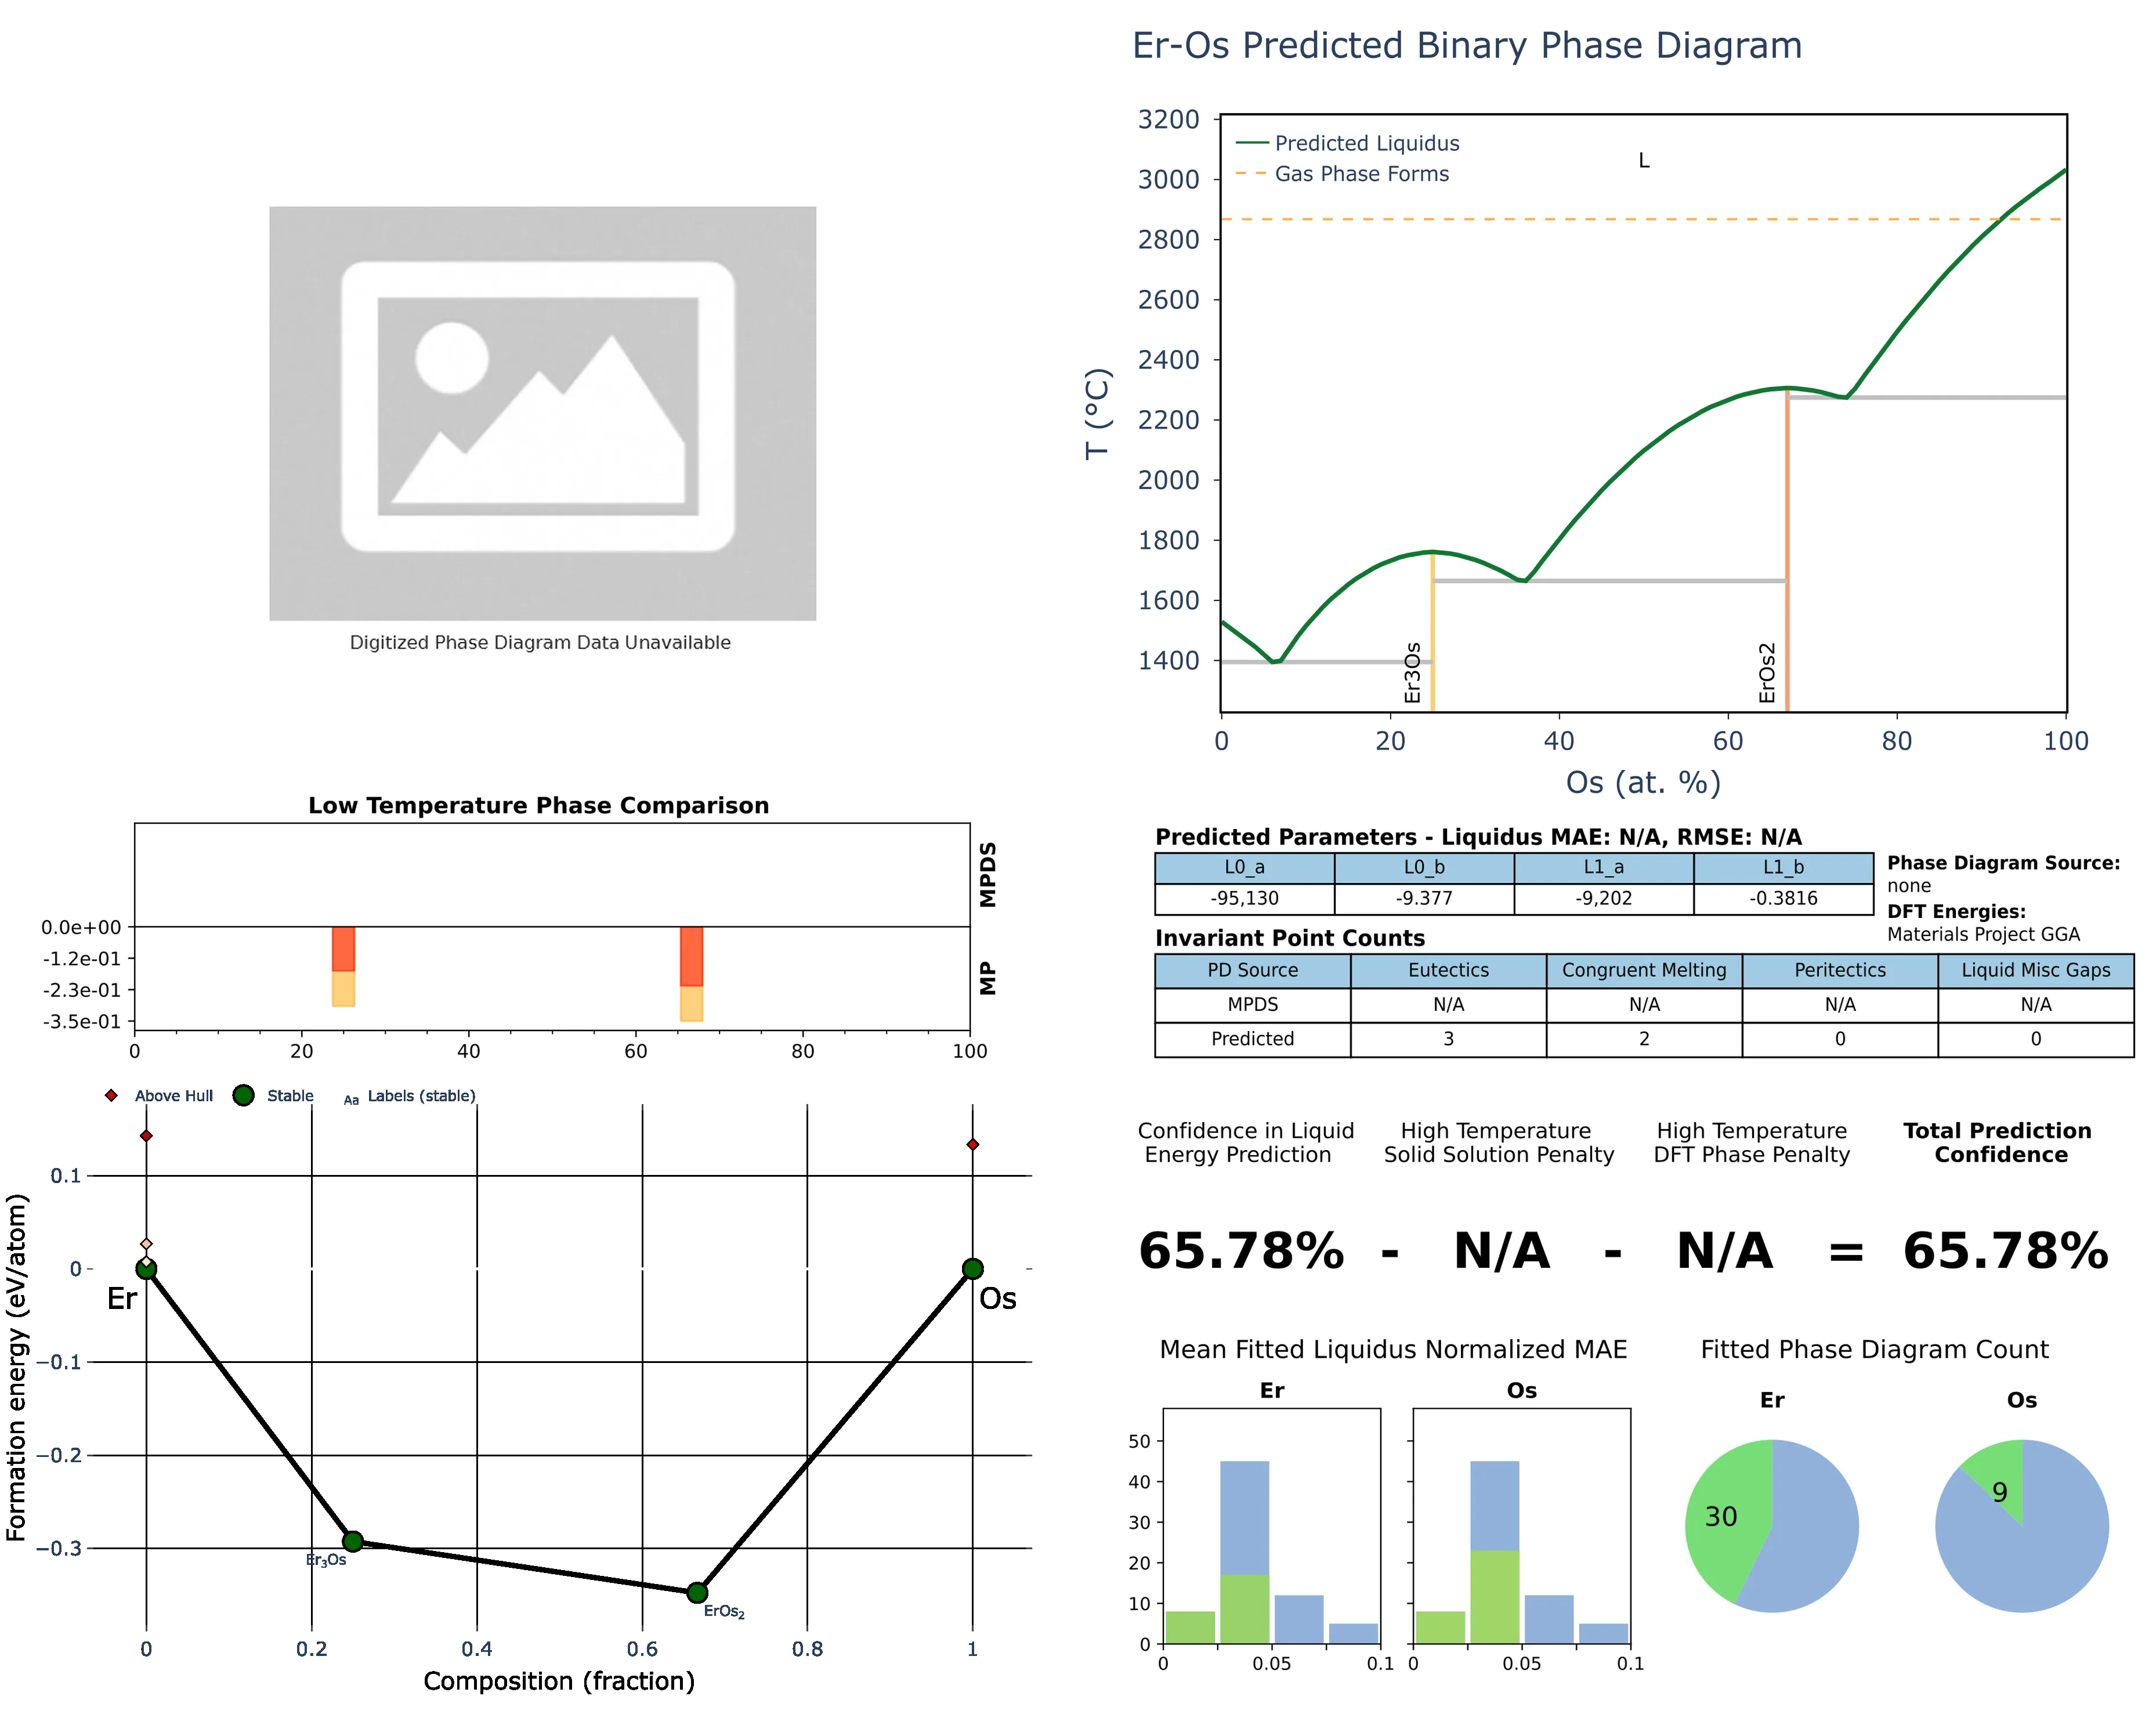 Er-Os Predicted Binary Phase Diagram
3200
3000
2800
2600
2400
2200
2000
1800
1600
1400
T (°C)
Predicted Liquidus
Gas Phase Forms
L
Er3Os
ErOs2
0 20 40 60 80 100
Os (at. %)
Digitized Phase Diagram Data Unavailable
Low Temperature Phase Comparison
MPDS
MP
0.0e+00
-1.2e-01
-2.3e-01
-3.5e-01
0 20 40 60 80 100
Predicted Parameters - Liquidus MAE: N/A, RMSE: N/A
L0_a L0_b L1_a L1_b
-95,130 -9.377 -9,202 -0.3816
Phase Diagram Source:
none
DFT Energies:
Materials Project GGA
Invariant Point Counts
PD Source Eutectics Congruent Melting Peritectics Liquid Misc Gaps
MPDS N/A N/A N/A N/A
Predicted 3 2 0 0
Above Hull Stable Aa Labels (stable)
0.1
0
−0.1
−0.2
−0.3
Formation energy (eV/atom)
Er
Os
Er₃Os
ErOs₂
0 0.2 0.4 0.6 0.8 1
Composition (fraction)
Confidence in Liquid
Energy Prediction
High Temperature
Solid Solution Penalty
High Temperature
DFT Phase Penalty
Total Prediction
Confidence
65.78% - N/A - N/A = 65.78%
Mean Fitted Liquidus Normalized MAE
Er
Os
50
40
30
20
10
0
0 0.05 0.1
0 0.05 0.1
Fitted Phase Diagram Count
Er
Os
30
9